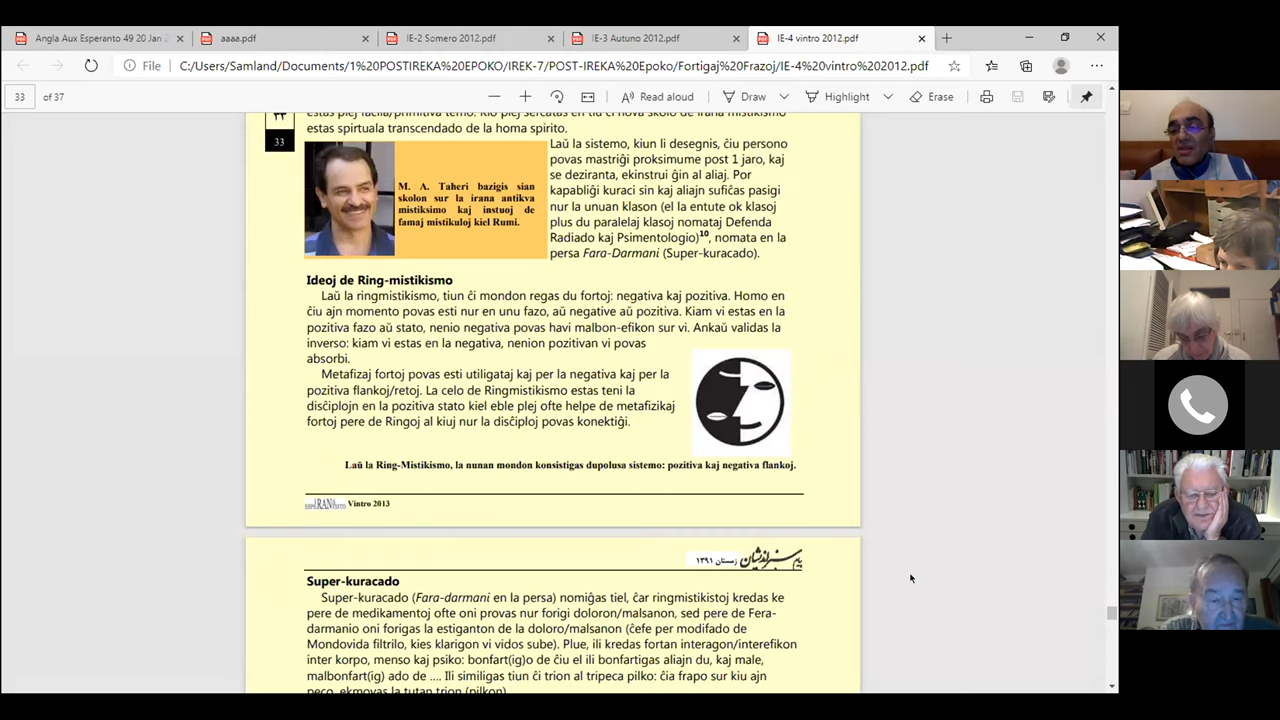 Angla Aux Esperanto 49 20 Jan
aaaa.pdf
IE-2 Somero 2012.pdf
IE-3 Autuno 2012.pdf
IE-4 vintro 2012.pdf
File
C:/Users/Samland/Documents/1%20POSTIREKA%20EPOKO/IREK-7/POST-IREKA%20Epoko/Fortigaj%20Frazoj/IE-4%20vintro%202012.pdf
33 of 37
Read aloud
Draw
Highlight
Erase
estas plej facila/primitiva temo. Kio plej serĉatas en tiu ĉi nova skolo de irana mistikismo
estas spirtuala transcendado de la homa spirito.
٣٣
33
M. A. Taheri bazigis sian
skolon sur la irana antikva
mistiksimo kaj instuoj de
famaj mistikuloj kiel Rumi.
Laŭ la sistemo, kiun li desegnis, ĉiu persono
povas mastriĝi proksimume post 1 jaro, kaj
se deziranta, ekinstrui ĝin al aliaj. Por
kapabliĝi kuraci sin kaj aliajn sufiĉas pasigi
nur la unuan klason (el la entute ok klasoj
plus du paralelaj klasoj nomataj Defenda
Radiado kaj Psimentologio)¹⁰, nomata en la
persa Fara-Darmani (Super-kuracado).
Ideoj de Ring-mistikismo
Laŭ la ringmistikismo, tiun ĉi mondon regas du fortoj: negativa kaj pozitiva. Homo en
ĉiu ajn momento povas esti nur en unu fazo, aŭ negative aŭ pozitiva. Kiam vi estas en la
pozitiva fazo aŭ stato, nenio negativa povas havi malbon-efikon sur vi. Ankaŭ validas la
inverso: kiam vi estas en la negativa, nenion pozitivan vi povas
absorbi.
Metafizaj fortoj povas esti utiligataj kaj per la negativa kaj per la
pozitiva flankoj/retoj. La celo de Ringmistikismo estas teni la
disĉiplojn en la pozitiva stato kiel eble plej ofte helpe de metafizikaj
fortoj pere de Ringoj al kiuj nur la disĉiploj povas konektiĝi.
Laŭ la Ring-Mistikismo, la nunan mondon konsistigas dupolusa sistemo: pozitiva kaj negativa flankoj.
Vintro 2013
پیام سبزاندیشان زمستان ١٣٩١
Super-kuracado
Super-kuracado (Fara-darmani en la persa) nomiĝas tiel, ĉar ringmistikistoj kredas ke
pere de medikamentoj ofte oni provas nur forigi doloron/malsanon, sed pere de Fera-
darmanio oni forigas la estiganton de la doloro/malsanon (ĉefe per modifado de
Mondovida filtrilo, kies klarigon vi vidos sube). Plue, ili kredas fortan interagon/interefikon
inter korpo, menso kaj psiko: bonfart(ig)o de ĉiu el ili bonfartigas aliajn du, kaj male,
malbonfart(ig) ado de .... Ili similigas tiun ĉi trion al tripeca pilko: ĉia frapo sur kiu ajn
peco, ekmovas la tutan trion (pilkon).